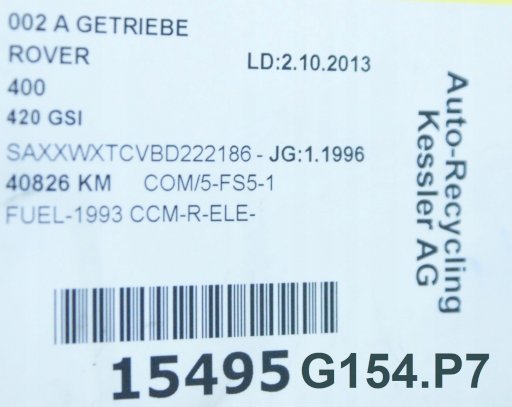 002 A GETRIEBE
ROVER
LD:2.10.2013
400
420 GSI
SAXXWXTCVBD222186 - JG:1.1996
40826 KM COM/5-FS5-1
FUEL-1993 CCM-R-ELE-
Auto-Recycling
Kessler AG
15495 G154.P7